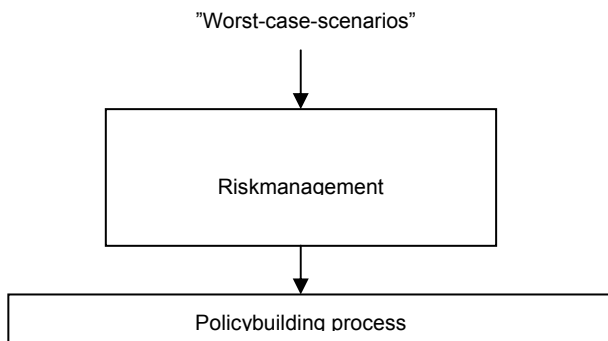 ”Worst-case-scenarios”
Riskmanagement
Policybuilding process